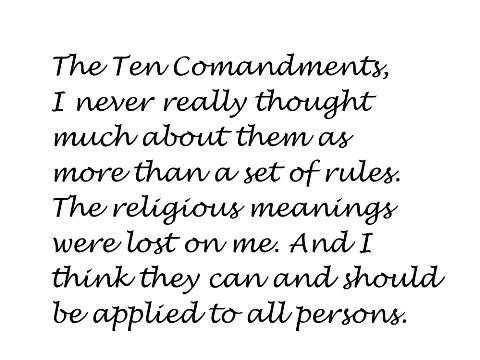 The Ten Comandments,
I never really thought
much about them as
more than a set of rules.
The religious meanings
were lost on me. And I
think they can and should
be applied to all persons.